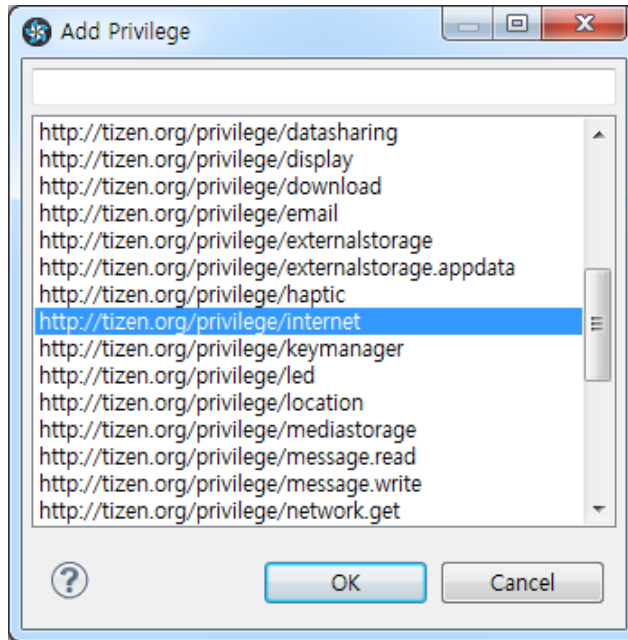 Add Privilege
http://tizen.org/privilege/datasharing
http://tizen.org/privilege/display
http://tizen.org/privilege/download
http://tizen.org/privilege/email
http://tizen.org/privilege/externalstorage
http://tizen.org/privilege/externalstorage.appdata
http://tizen.org/privilege/haptic
http://tizen.org/privilege/internet
http://tizen.org/privilege/keymanager
http://tizen.org/privilege/led
http://tizen.org/privilege/location
http://tizen.org/privilege/mediastorage
http://tizen.org/privilege/message.read
http://tizen.org/privilege/message.write
http://tizen.org/privilege/network.get
?
OK
Cancel